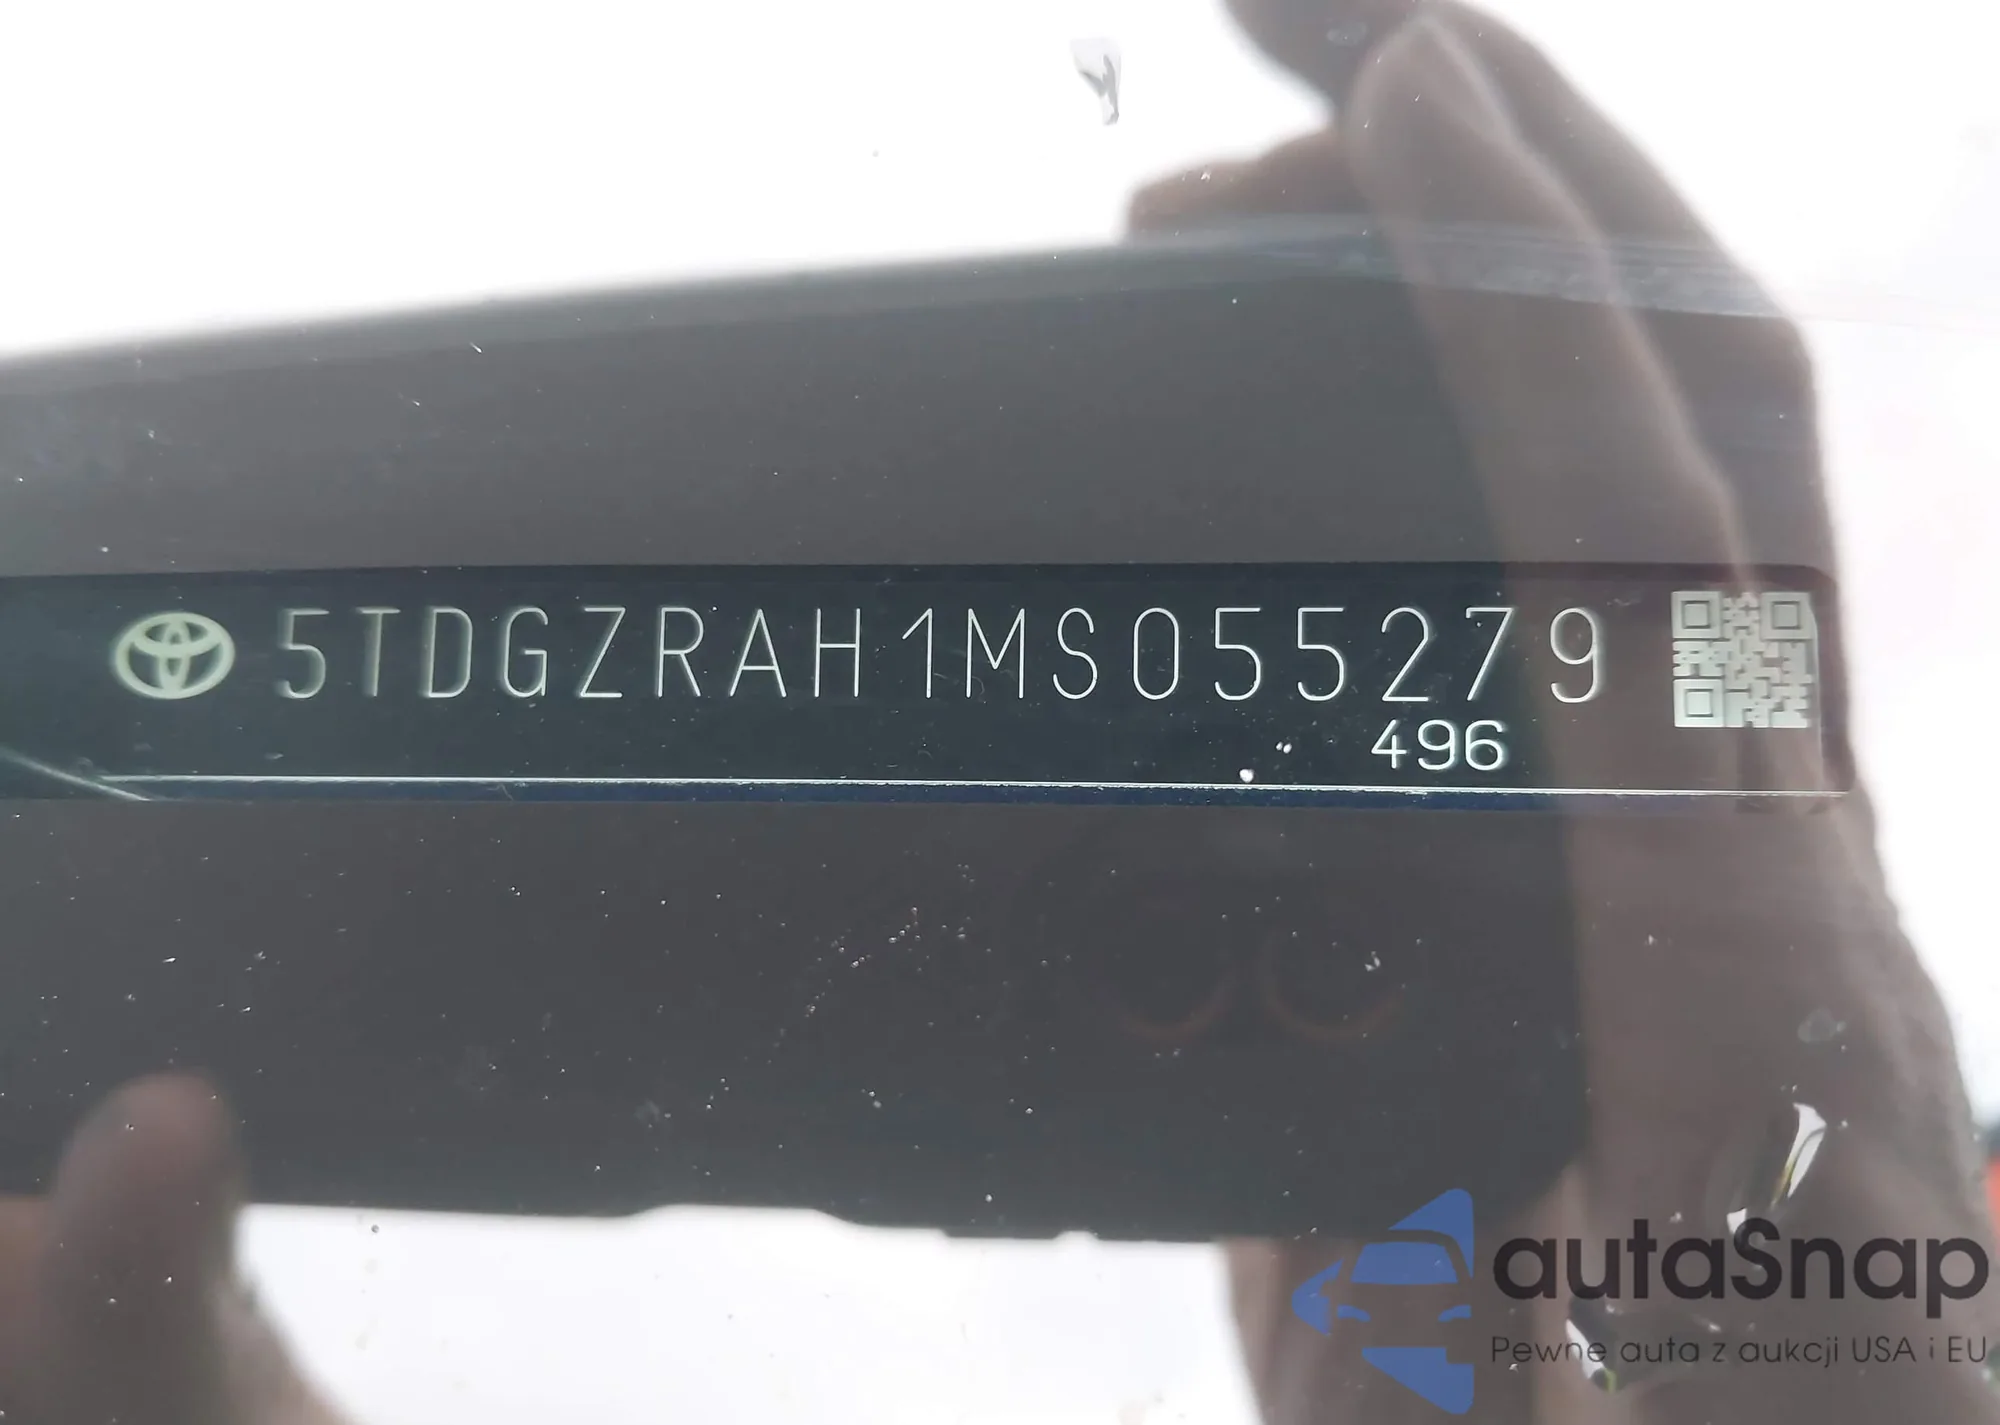 5TDGZRAH1MS055279
496
autaSnap
Pewne auta z aukcji USA i EU